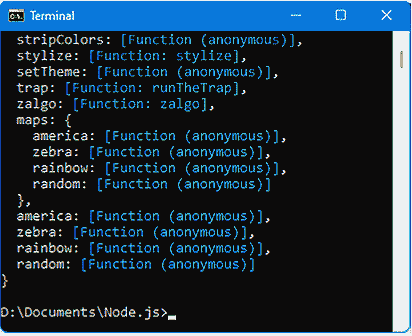 Terminal
stripColors: [Function (anonymous)],
stylize: [Function: stylize],
setTheme: [Function (anonymous)],
trap: [Function: runTheTrap],
zalgo: [Function: zalgo],
maps: {
america: [Function (anonymous)],
zebra: [Function (anonymous)],
rainbow: [Function (anonymous)],
random: [Function (anonymous)]
},
america: [Function (anonymous)],
zebra: [Function (anonymous)],
rainbow: [Function (anonymous)],
random: [Function (anonymous)]
}
D:\Documents\Node.js>